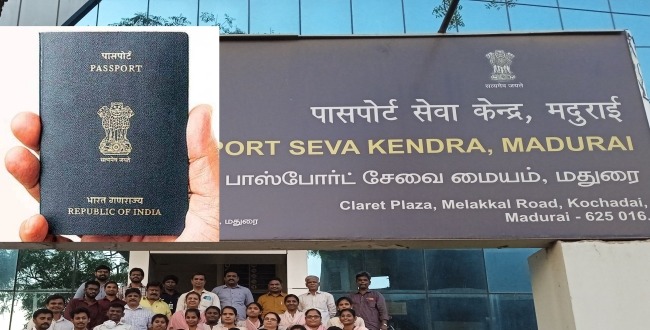 पासपोर्ट
PASSPORT
सत्यमेव जयते
भारत गणराज्य
REPUBLIC OF INDIA
सत्यमेव जयते
पासपोर्ट सेवा केन्द्र, मदुराई
PORT SEVA KENDRA, MADURAI
பாஸ்போர்ட் சேவை மையம், மதுரை
Claret Plaza, Melakkal Road, Kochadai,
, மதுரை
Madurai - 625 016.